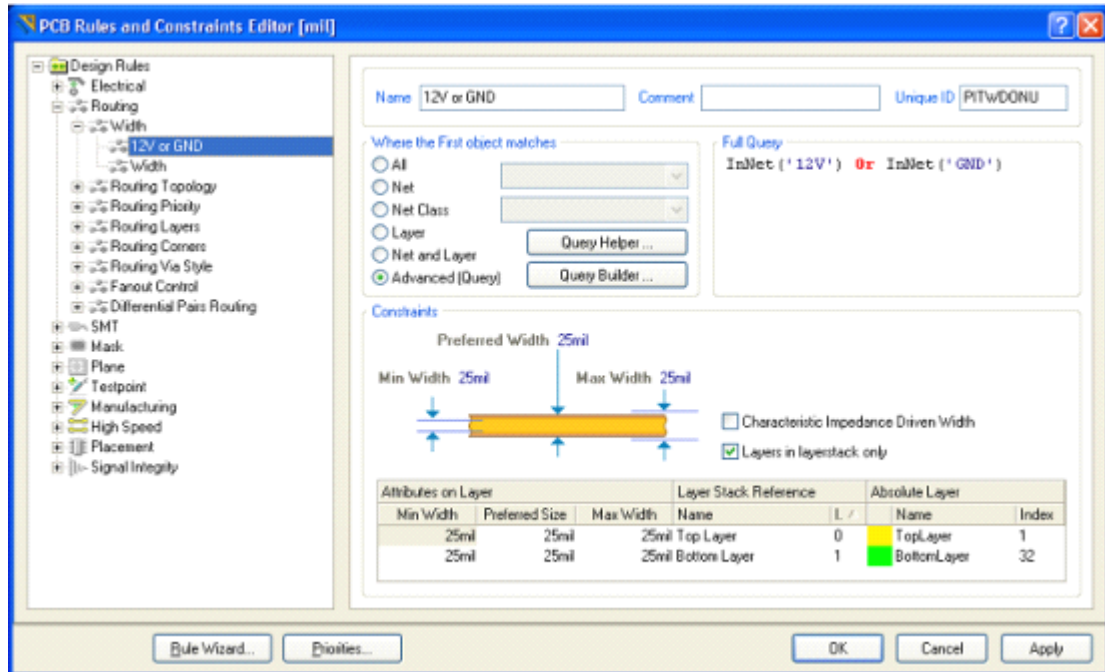 PCB Rules and Constraints Editor [mil]
Design Rules
Electrical
Routing
Width
12V or GND
Width
Routing Topology
Routing Priority
Routing Layers
Routing Corners
Routing Via Style
Fanout Control
Differential Pairs Routing
SMT
Mask
Plane
Testpoint
Manufacturing
High Speed
Placement
Signal Integrity
Name 12V or GND Comment Unique ID PITWDONU
Where the First object matches
All
Net
Net Class
Layer
Net and Layer
Advanced (Query)
Query Helper ...
Query Builder ...
Full Query
InNet('12V') Or InNet('GND')
Constraints
Preferred Width 25mil
Min Width 25mil Max Width 25mil
Characteristic Impedance Driven Width
Layers in layerstack only
Attributes on Layer Layer Stack Reference Absolute Layer
Min Width Preferred Size Max Width Name I. Name Index
25mil 25mil 25mil Top Layer 0 TopLayer 1
25mil 25mil 25mil Bottom Layer 1 BottomLayer 32
Rule Wizard... Priorities... OK Cancel Apply